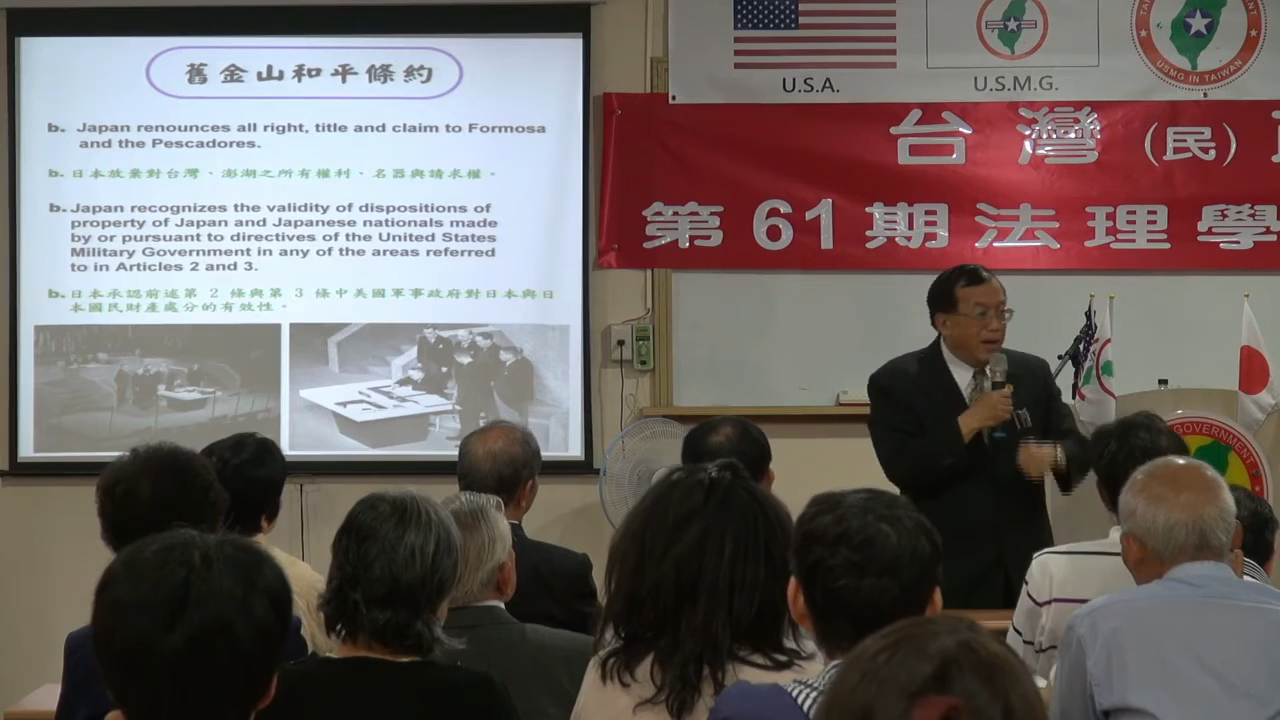 舊金山和平條約
b. Japan renounces all right, title and claim to Formosa
and the Pescadores.
b. 日本放棄對台灣、澎湖之所有權利、名器與請求權。
b. Japan recognizes the validity of dispositions of
property of Japan and Japanese nationals made
by or pursuant to directives of the United States
Military Government in any of the areas referred
to in Articles 2 and 3.
b. 日本承認前述第 2 條與第 3 條中美國軍事政府對日本與日
本國民財產處分的有效性。
U.S.A.
U.S.M.G.
USMG IN TAIWAN
台灣(民)
第61期法理學
GOVERNMENT